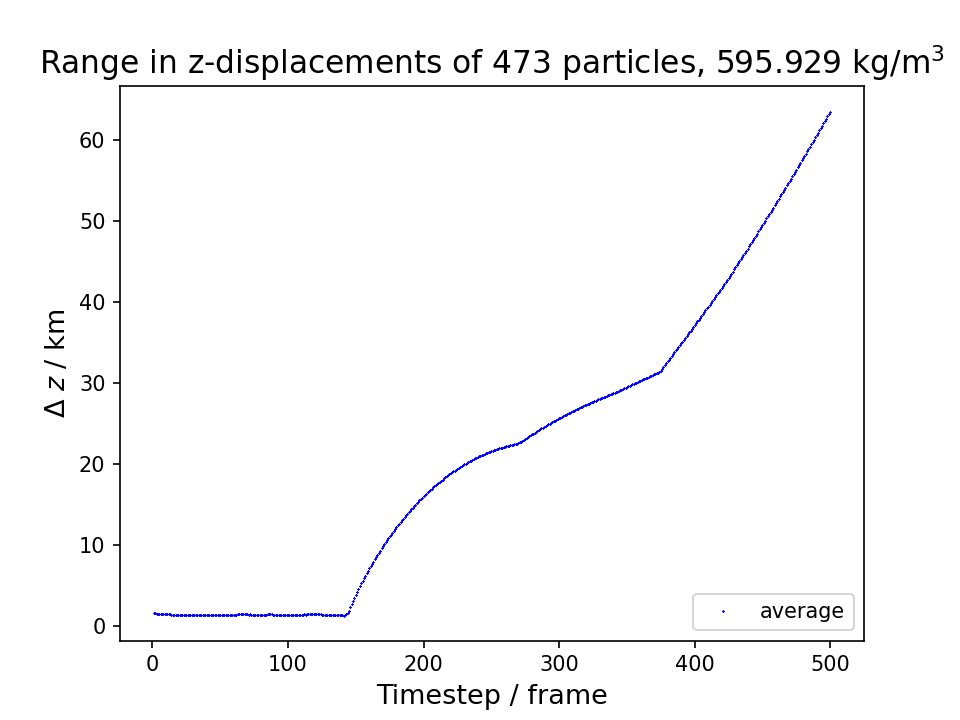 Range in z-displacements of 473 particles, 595.929 kg/m³
60
50
40
30
20
10
0
Δ z / km
average
0 100 200 300 400 500
Timestep / frame